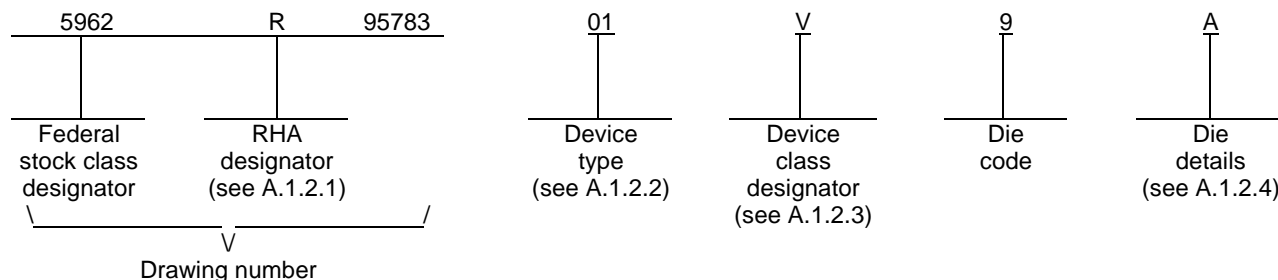 5962 R 95783 01 V 9 A
Federal stock class designator
RHA designator (see A.1.2.1)
Device type (see A.1.2.2)
Device class designator (see A.1.2.3)
Die code
Die details (see A.1.2.4)
\ /
\/
Drawing number